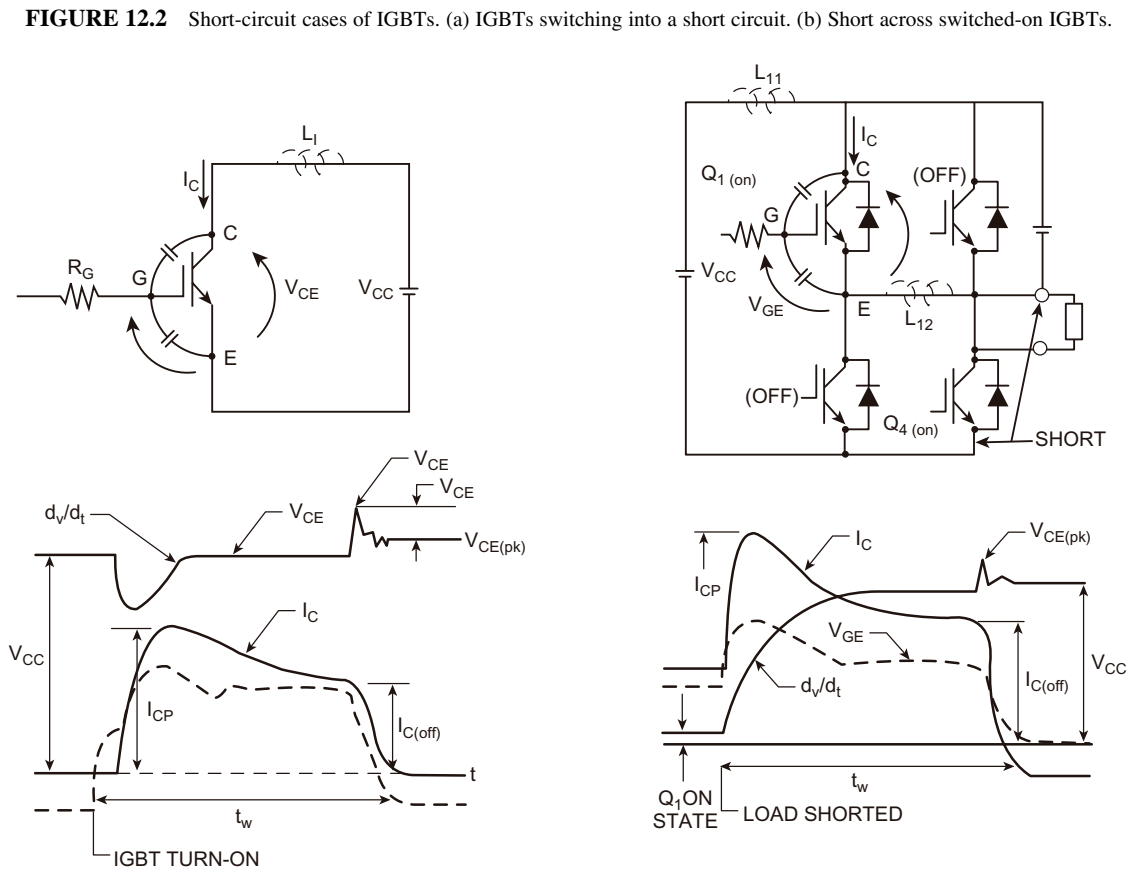 FIGURE 12.2 Short-circuit cases of IGBTs. (a) IGBTs switching into a short circuit. (b) Short across switched-on IGBTs.
LI
IC
C
RG
G
VCE
VCC
E
VCE
VCE
dv/dt
VCE
VCE(pk)
IC
VCC
ICP
IC(off)
t
tw
IGBT TURN-ON
L11
IC
C
Q1 (on)
(OFF)
G
VCC
VGE
E
L12
(OFF)
Q4 (on)
SHORT
VCE(pk)
IC
ICP
VGE
VCC
dv/dt
IC(off)
tw
Q1ON
STATE
LOAD SHORTED